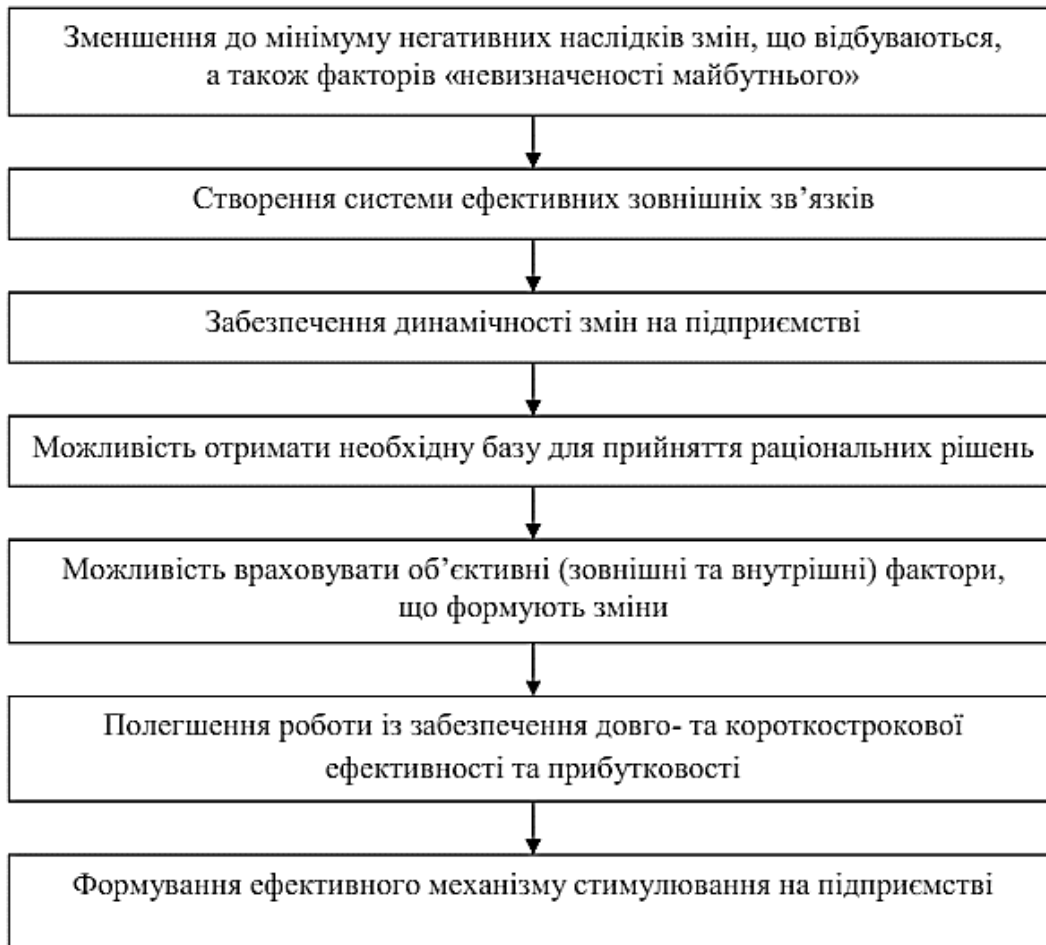 Зменшення до мінімуму негативних наслідків змін, що відбуваються,
а також факторів «невизначеності майбутнього»
Створення системи ефективних зовнішніх зв’язків
Забезпечення динамічності змін на підприємстві
Можливість отримати необхідну базу для прийняття раціональних рішень
Можливість враховувати об’єктивні (зовнішні та внутрішні) фактори,
що формують зміни
Полегшення роботи із забезпечення довго- та короткострокової
ефективності та прибутковості
Формування ефективного механізму стимулювання на підприємстві